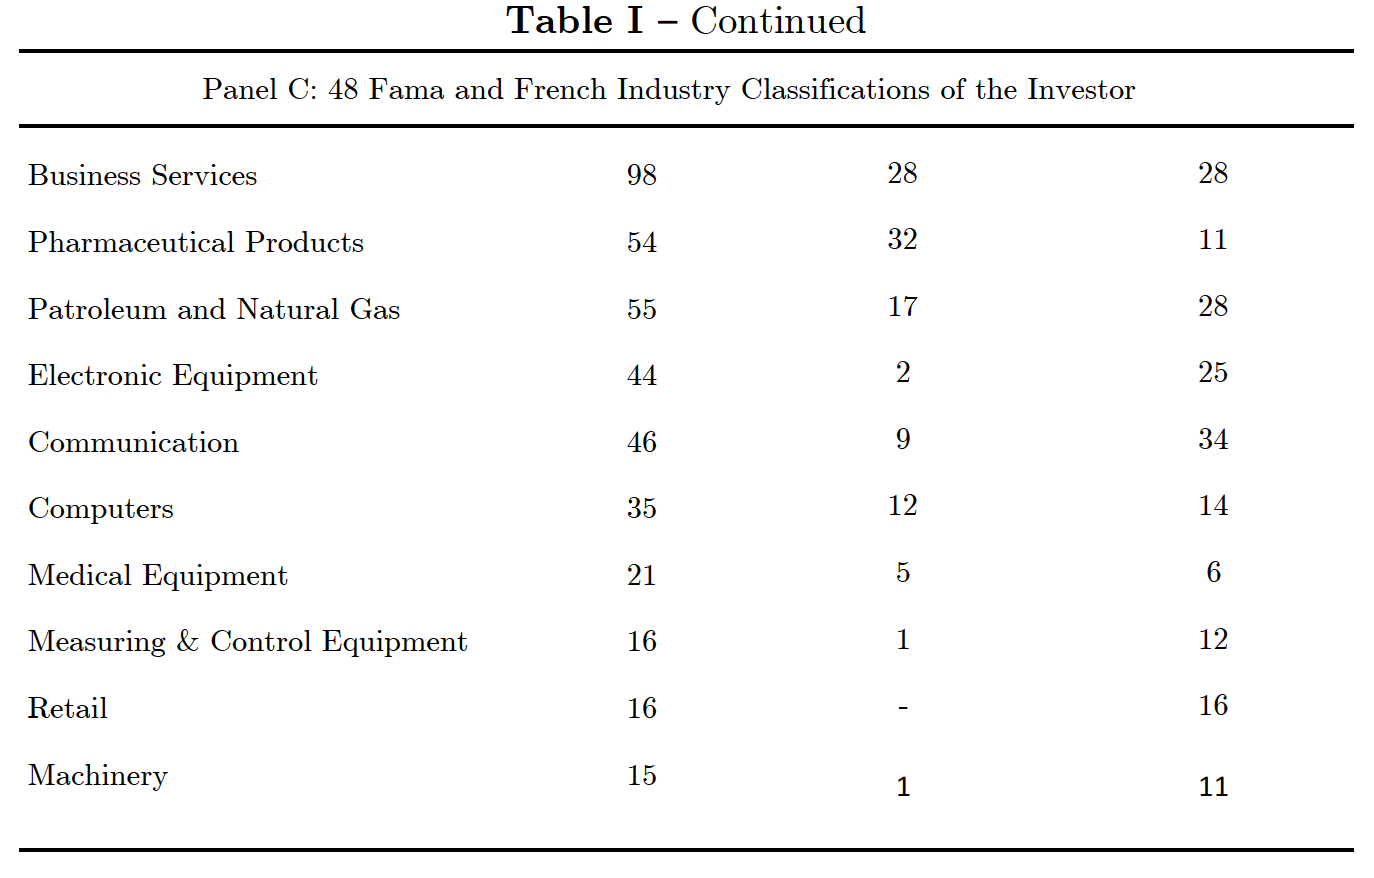 Table I – Continued
Panel C: 48 Fama and French Industry Classifications of the Investor
Business Services 98 28 28
Pharmaceutical Products 54 32 11
Patroleum and Natural Gas 55 17 28
Electronic Equipment 44 2 25
Communication 46 9 34
Computers 35 12 14
Medical Equipment 21 5 6
Measuring & Control Equipment 16 1 12
Retail 16 - 16
Machinery 15 1 11